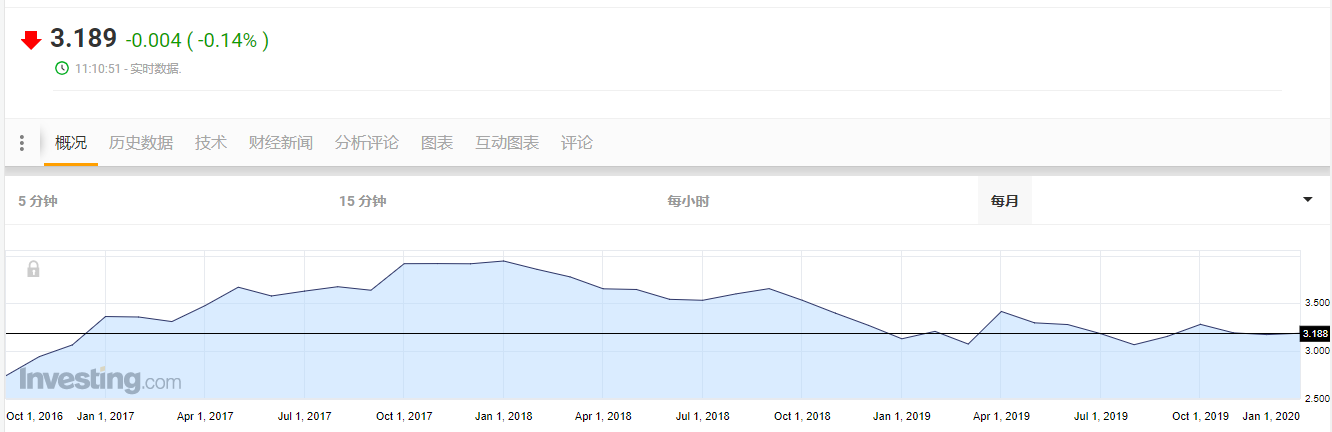 3.189 -0.004 ( -0.14% )
11:10:51 - 实时数据.
概况 历史数据 技术 财经新闻 分析评论 图表 互动图表 评论
5 分钟 15 分钟 每小时 每月
3.500
3.188
3.000
Investing.com
2.500
Oct 1, 2016 Jan 1, 2017 Apr 1, 2017 Jul 1, 2017 Oct 1, 2017 Jan 1, 2018 Apr 1, 2018 Jul 1, 2018 Oct 1, 2018 Jan 1, 2019 Apr 1, 2019 Jul 1, 2019 Oct 1, 2019 Jan 1, 2020